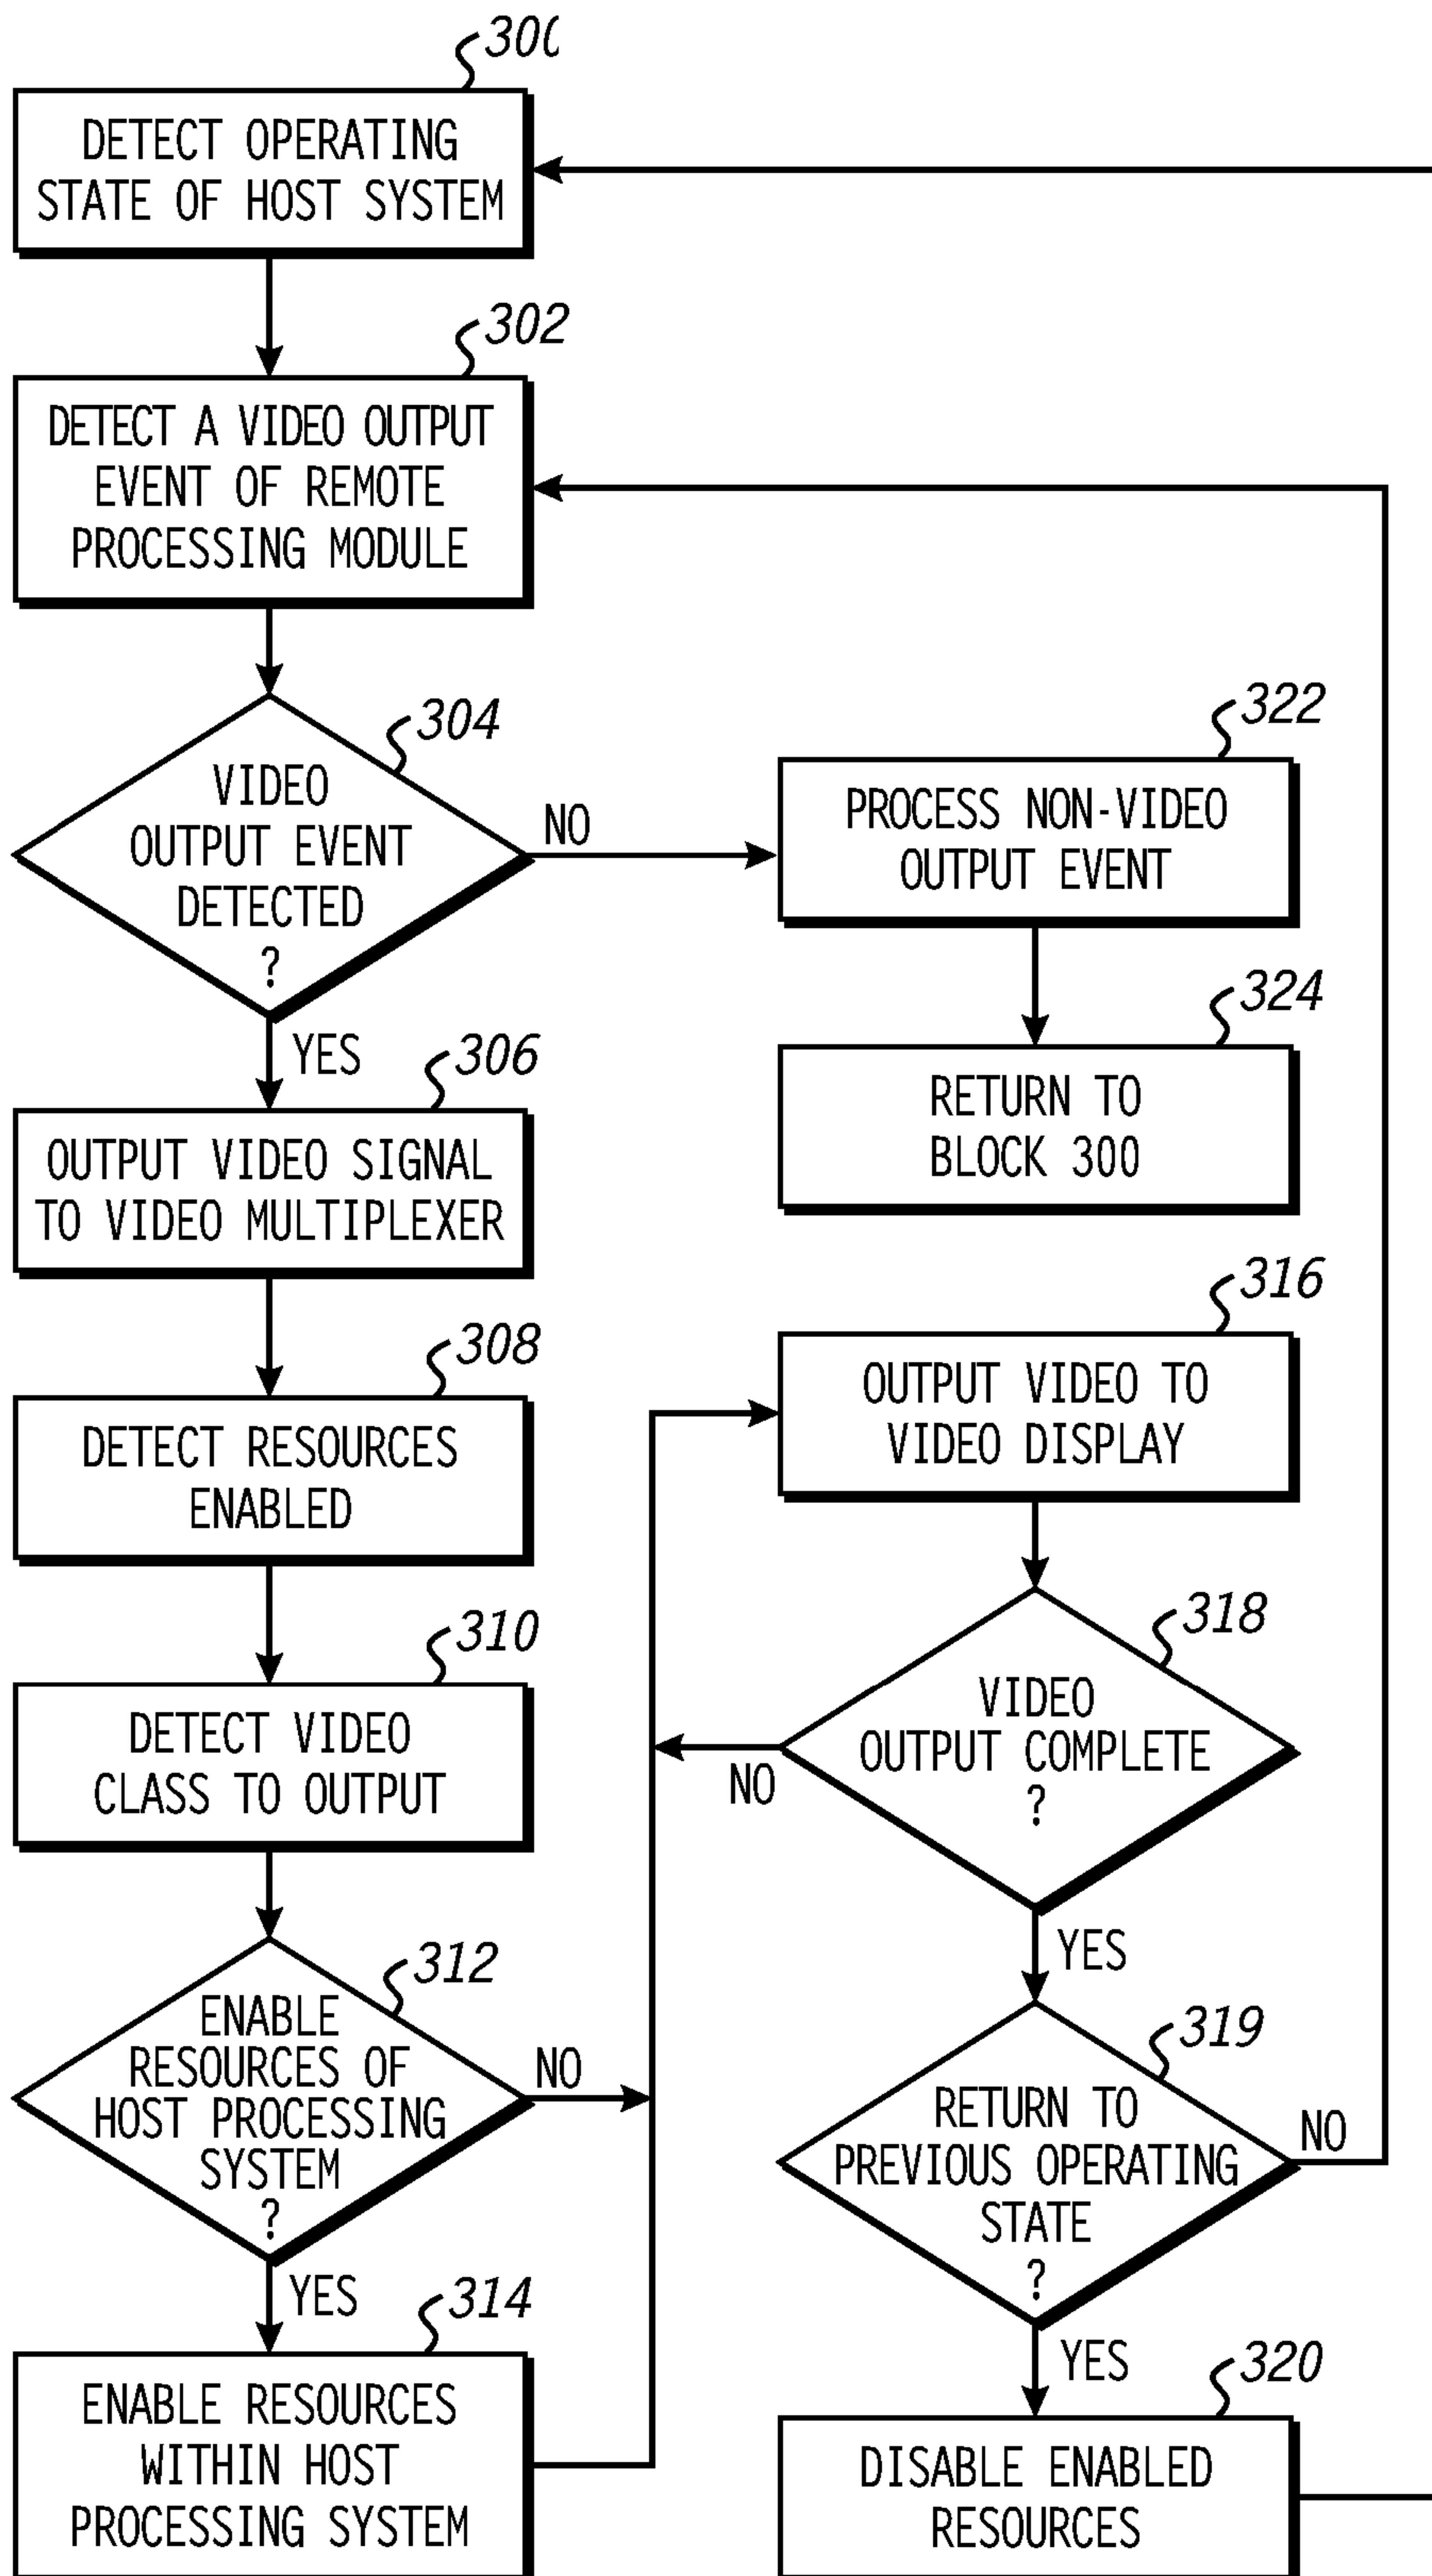 300
DETECT OPERATING
STATE OF HOST SYSTEM
302
DETECT A VIDEO OUTPUT
EVENT OF REMOTE
PROCESSING MODULE
304
VIDEO
OUTPUT EVENT
DETECTED
?
NO
YES
306
OUTPUT VIDEO SIGNAL
TO VIDEO MULTIPLEXER
308
DETECT RESOURCES
ENABLED
310
DETECT VIDEO
CLASS TO OUTPUT
312
ENABLE
RESOURCES OF
HOST PROCESSING
SYSTEM
?
NO
YES
314
ENABLE RESOURCES
WITHIN HOST
PROCESSING SYSTEM
322
PROCESS NON-VIDEO
OUTPUT EVENT
324
RETURN TO
BLOCK 300
316
OUTPUT VIDEO TO
VIDEO DISPLAY
318
VIDEO
OUTPUT COMPLETE
?
NO
YES
319
RETURN TO
PREVIOUS OPERATING
STATE
?
NO
YES
320
DISABLE ENABLED
RESOURCES